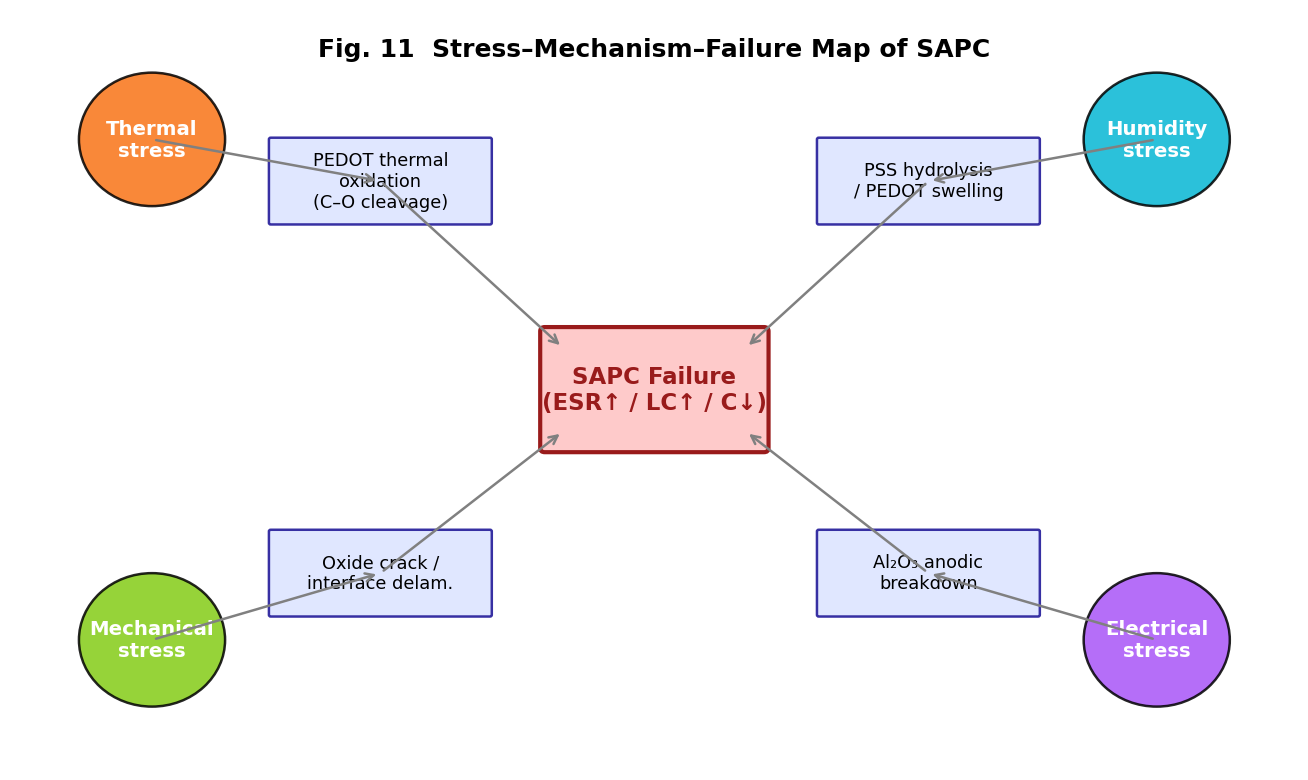 Fig. 11  Stress–Mechanism–Failure Map of SAPC
Thermal
stress
PEDOT thermal
oxidation
(C–O cleavage)
PSS hydrolysis
/ PEDOT swelling
Humidity
stress
SAPC Failure
(ESR↑ / LC↑ / C↓)
Mechanical
stress
Oxide crack /
interface delam.
Al₂O₃ anodic
breakdown
Electrical
stress